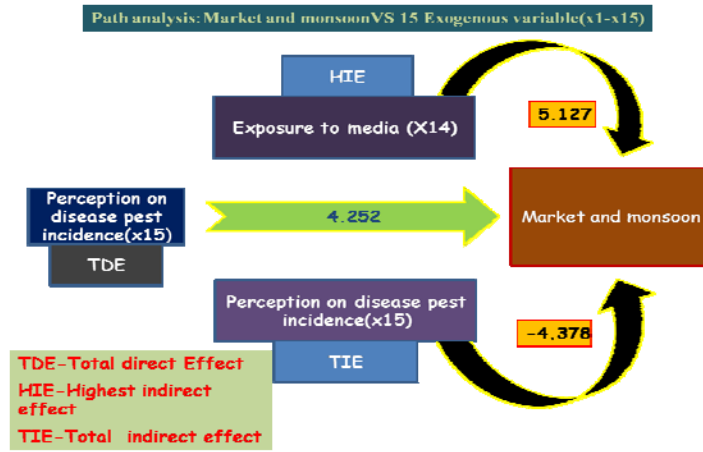 Path analysis: Market and monsoonVS 15 Exogenous variable(x1-x15)
HIE
Exposure to media (X14)
5.127
Perception on
disease pest
incidence(x15)
TDE
4.252
Market and monsoon
Perception on disease pest
incidence(x15)
TIE
-4.378
TDE-Total direct Effect
HIE-Highest indirect
effect
TIE-Total indirect effect